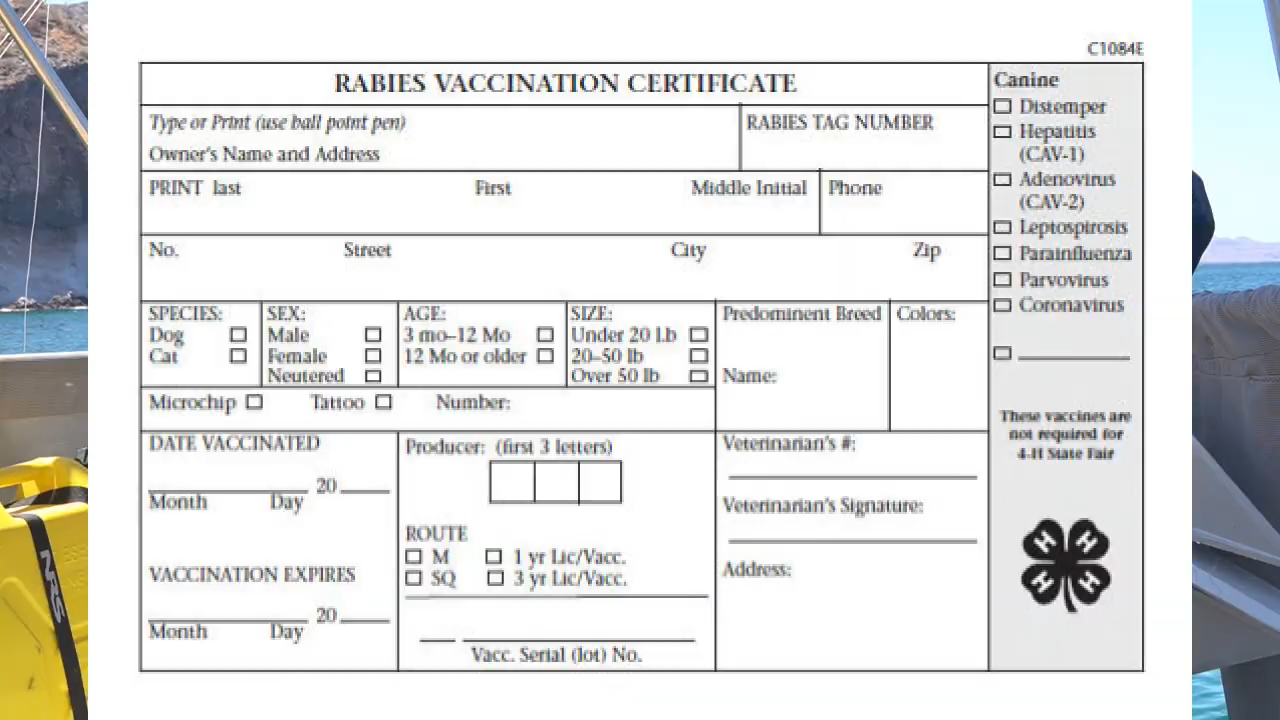 C1084E
RABIES VACCINATION CERTIFICATE
Type or Print (use ball point pen)
Owner's Name and Address
RABIES TAG NUMBER
PRINT last First Middle Initial Phone
No. Street City Zip
SPECIES:
Dog
Cat
SEX:
Male
Female
Neutered
AGE:
3 mo–12 Mo
12 Mo or older
SIZE:
Under 20 Lb
20–50 lb
Over 50 lb
Predominent Breed
Name:
Colors:
Microchip Tattoo Number:
DATE VACCINATED
20
Month Day
VACCINATION EXPIRES
20
Month Day
Producer: (first 3 letters)
ROUTE
M 1 yr Lic/Vacc.
SQ 3 yr Lic/Vacc.
Vacc. Serial (lot) No.
Veterinarian's #:
Veterinarian's Signature:
Address:
Canine
Distemper
Hepatitis
(CAV-1)
Adenovirus
(CAV-2)
Leptospirosis
Parainfluenza
Parvovirus
Coronavirus
These vaccines are
not required for
4-H State Fair
H H
H H
NRS